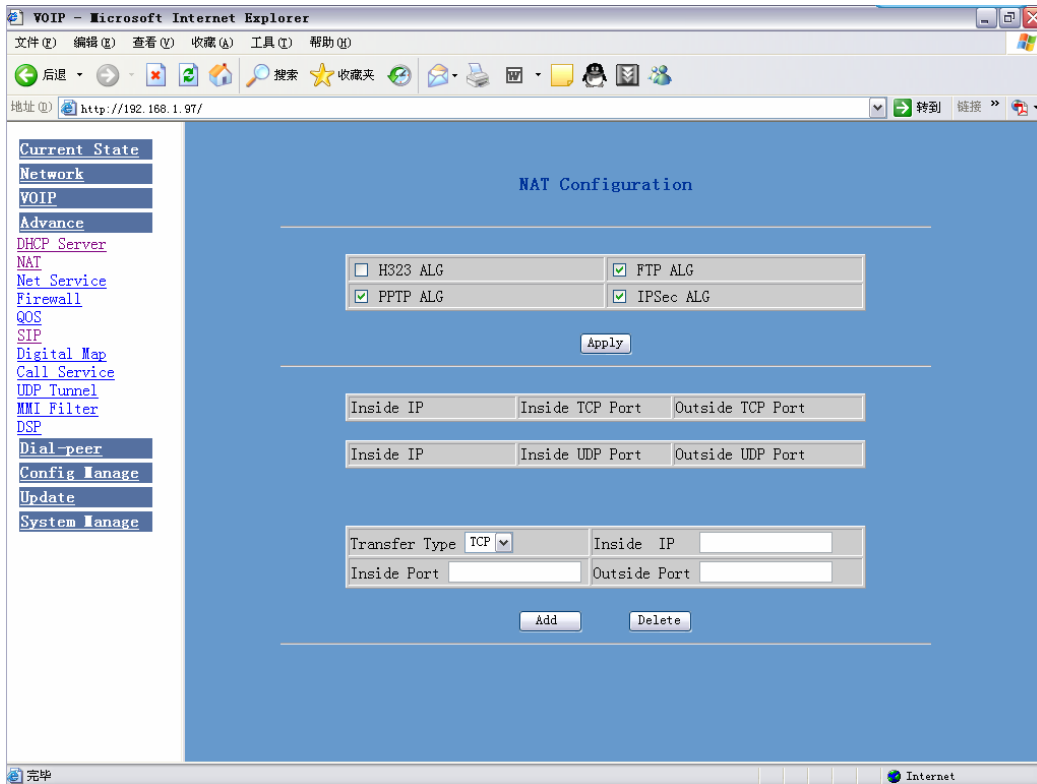 VOIP - Microsoft Internet Explorer
文件(F) 编辑(E) 查看(V) 收藏(A) 工具(T) 帮助(H)
后退 搜索 收藏夹
地址(D) http://192.168.1.97/ 转到 链接 »
Current State
Network
VOIP
Advance
DHCP Server
NAT
Net Service
Firewall
QOS
SIP
Digital Map
Call Service
UDP Tunnel
MMI Filter
DSP
Dial-peer
Config Manage
Update
System Manage
NAT Configuration
H323 ALG FTP ALG
PPTP ALG IPSec ALG
Apply
Inside IP Inside TCP Port Outside TCP Port
Inside IP Inside UDP Port Outside UDP Port
Transfer Type TCP Inside IP
Inside Port Outside Port
Add Delete
完毕 Internet